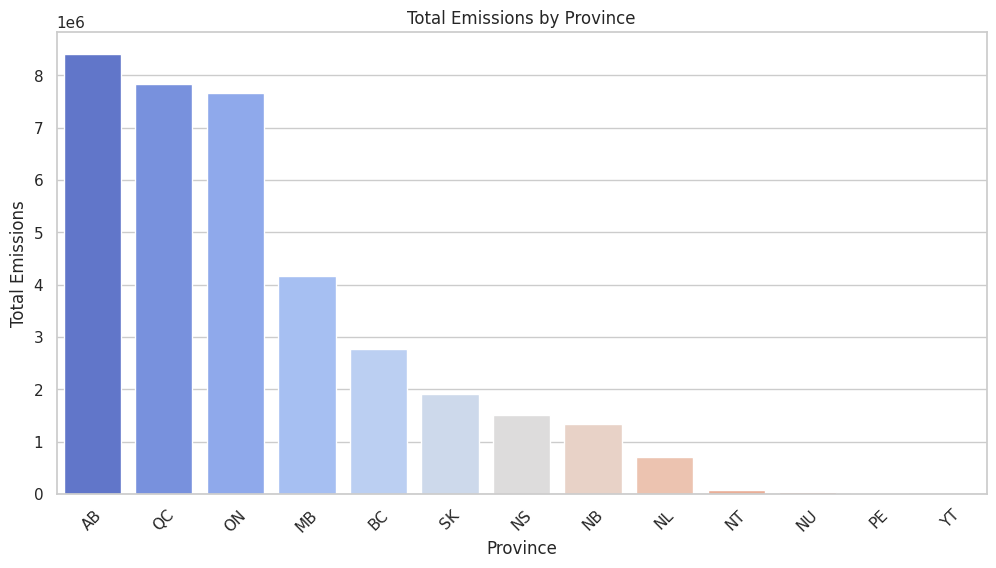 Total Emissions by Province
1e6
8
7
6
5
4
3
2
1
0
Total Emissions
AB QC ON MB BC SK NS NB NL NT NU PE YT
Province